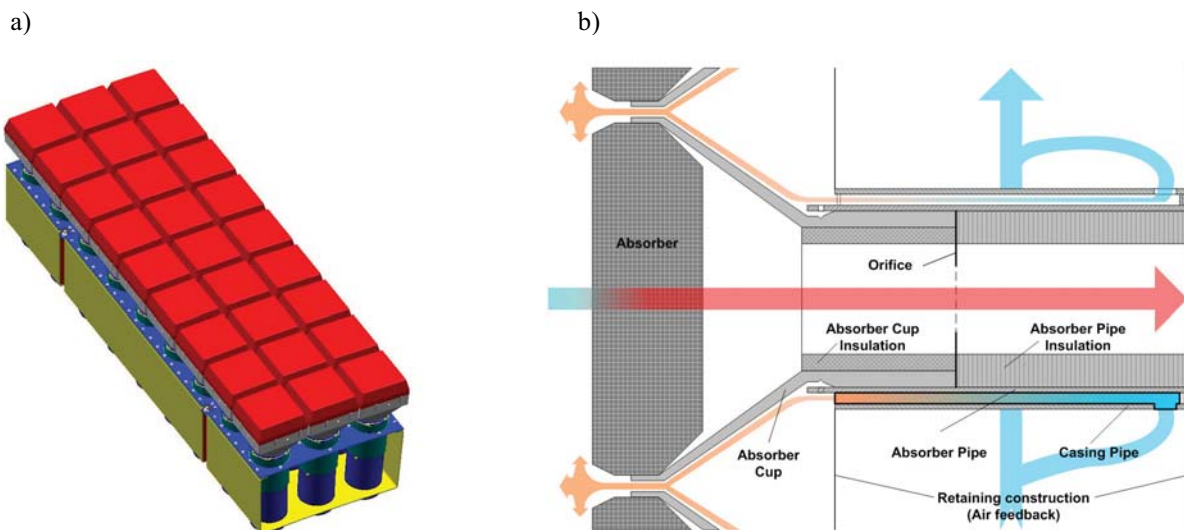 a)
b)
Absorber
Orifice
Absorber Cup
Insulation
Absorber Pipe
Insulation
Absorber
Cup
Absorber Pipe
Casing Pipe
Retaining construction
(Air feedback)